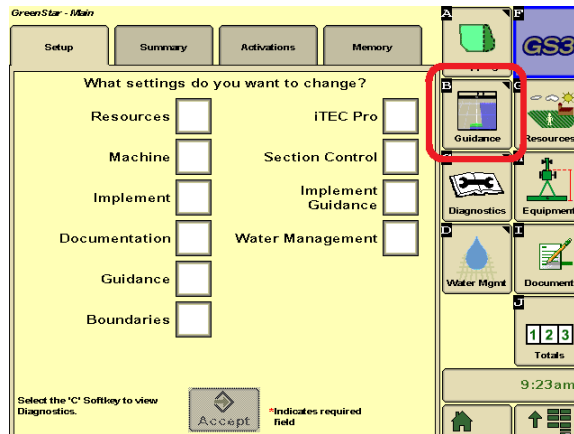 GreenStar - Main
Setup
Summary
Activations
Memory
What settings do you want to change?
Resources
iTEC Pro
Machine
Section Control
Implement
Implement
Guidance
Documentation
Water Management
Guidance
Boundaries
Select the 'C' Softkey to view
Diagnostics.
Accept
*Indicates required
field
A
F
GS3
B
Guidance
Resources
Diagnostics
Equipment
D
Water Mgmt
I
Document
J
1 2 3
Totals
9:23am